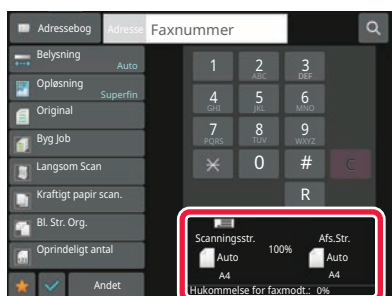 Adressebog Adresse Faxnummer
Belysning
Auto
Opløsning
Superfin
Original
Byg Job
Langsom Scan
Kraftigt papir scan.
Bl. Str. Org.
Oprindeligt antal
Andet
1 2 3
ABC DEF
4 5 6
GHI JKL MNO
7 8 9
PQRS TUV WXYZ
0 # C
R
Scanningsstr. Afs.Str.
100%
Auto Auto
A4 A4
Hukommelse for faxmodt.: 0%